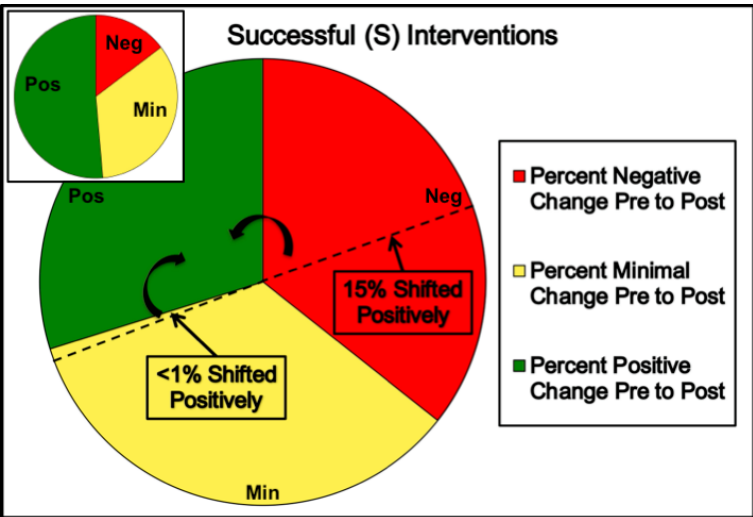 Successful (S) Interventions
Neg
Pos
Min
Pos
Neg
15% Shifted
Positively
<1% Shifted
Positively
Min
Percent Negative
Change Pre to Post
Percent Minimal
Change Pre to Post
Percent Positive
Change Pre to Post